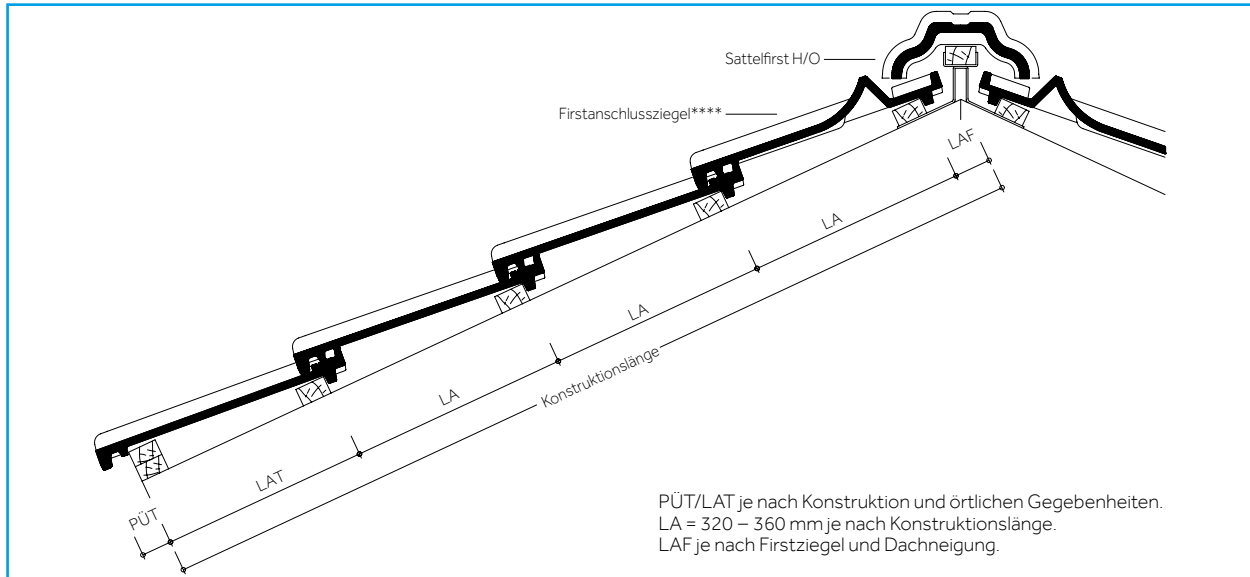 Sattelfirst H/O
Firstanschlussziegel****
LAF
LA
LA
LA
Konstruktionslänge
LAT
PÜT
PÜT/LAT je nach Konstruktion und örtlichen Gegebenheiten.
LA = 320 – 360 mm je nach Konstruktionslänge.
LAF je nach Firstziegel und Dachneigung.